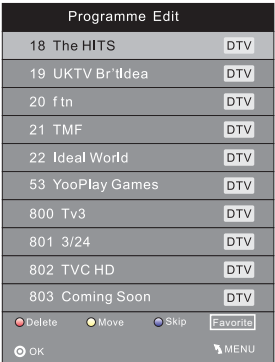 Programme Edit
18 The HITS DTV
19 UKTV Br'tIdea DTV
20 f tn DTV
21 TMF DTV
22 Ideal World DTV
53 YooPlay Games DTV
800 Tv3 DTV
801 3/24 DTV
802 TVC HD DTV
803 Coming Soon DTV
Delete Move Skip Favorite
OK MENU